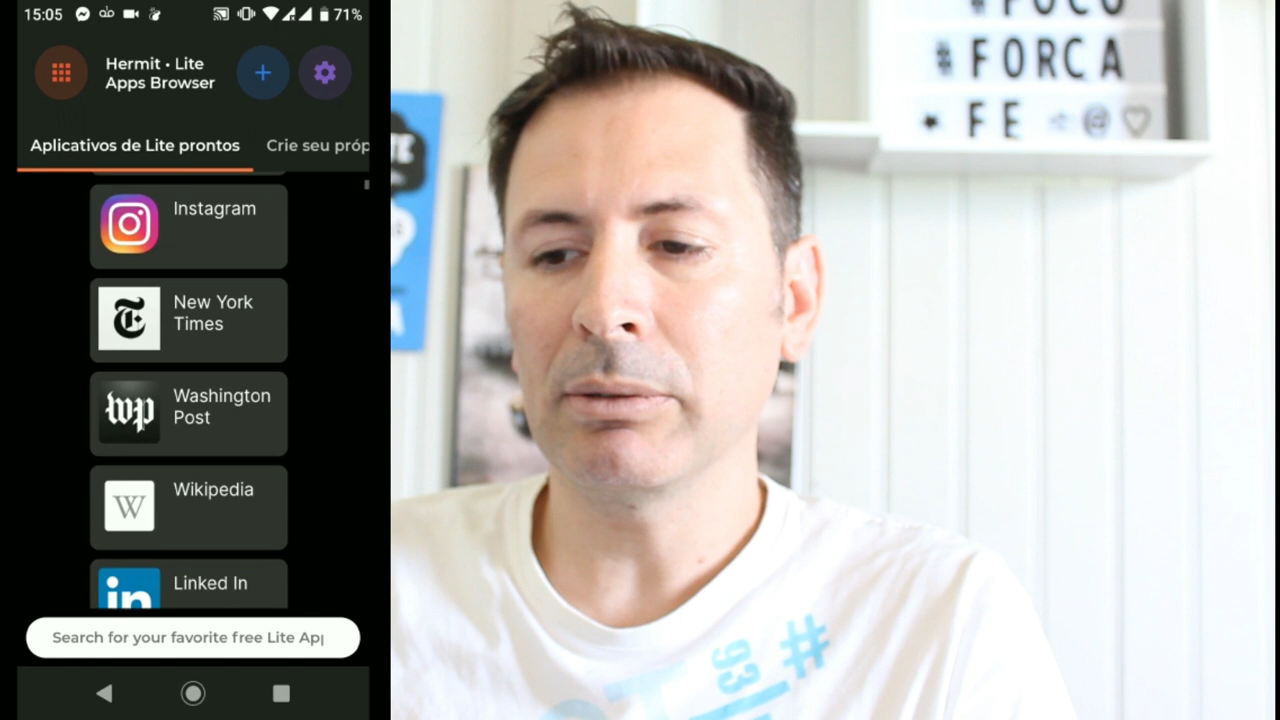 15:05
71%
Hermit • Lite
Apps Browser
Aplicativos de Lite prontos
Crie seu próp
Instagram
New York
Times
Washington
Post
wp
W
Wikipedia
Linked In
in
Search for your favorite free Lite Ap
# FOCO
# FORCA
★ FE @ ♡
# 93